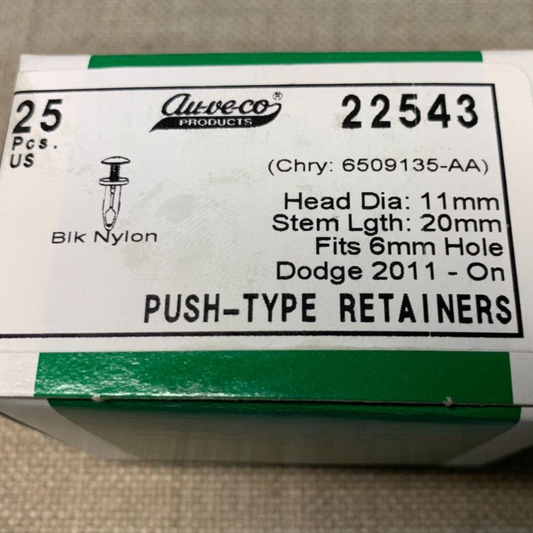 25
Pcs.
US
Au-ve-co®
PRODUCTS
22543
(Chry: 6509135-AA)
Blk Nylon
Head Dia: 11mm
Stem Lgth: 20mm
Fits 6mm Hole
Dodge 2011 - On
PUSH-TYPE RETAINERS